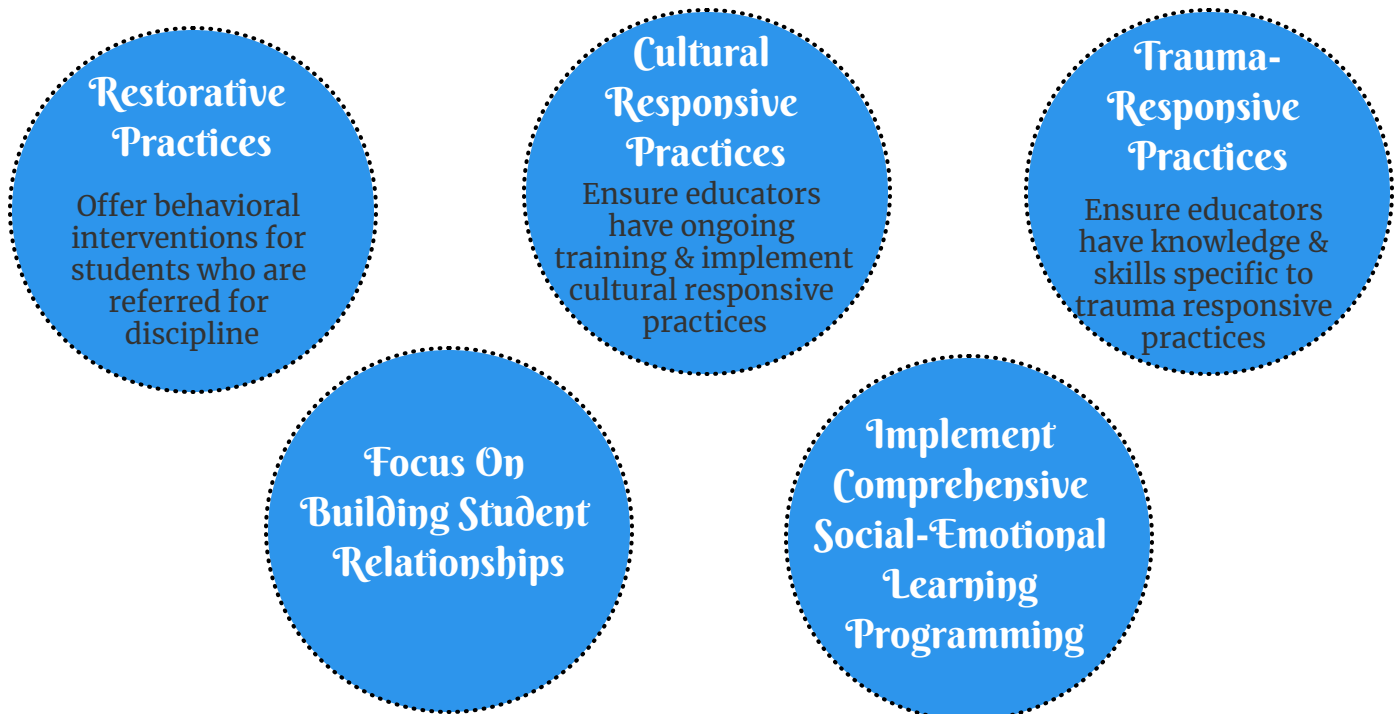 Restorative
Practices
Offer behavioral
interventions for
students who are
referred for
discipline
Cultural
Responsive
Practices
Ensure educators
have ongoing
training & implement
cultural responsive
practices
Trauma-
Responsive
Practices
Ensure educators
have knowledge &
skills specific to
trauma responsive
practices
Focus On
Building Student
Relationships
Implement
Comprehensive
Social-Emotional
Learning
Programming